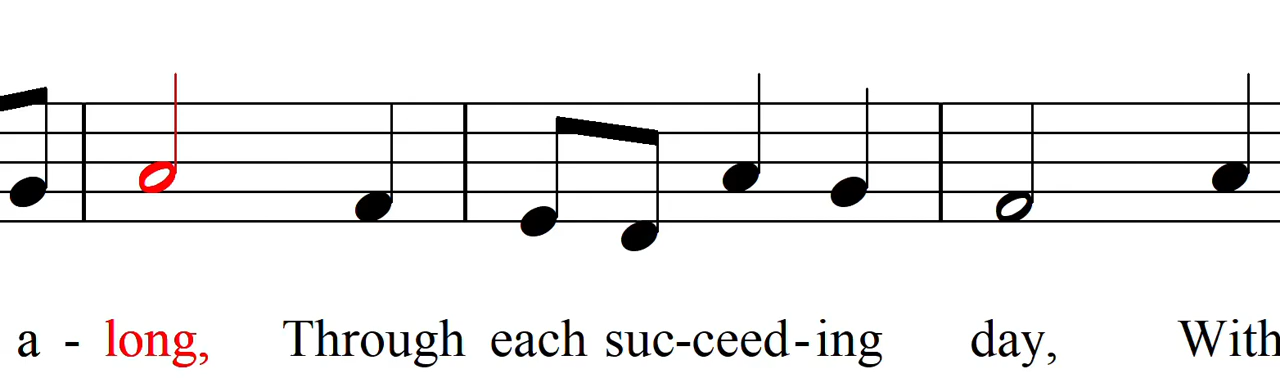 a - long, Through each suc-ceed-ing day, With